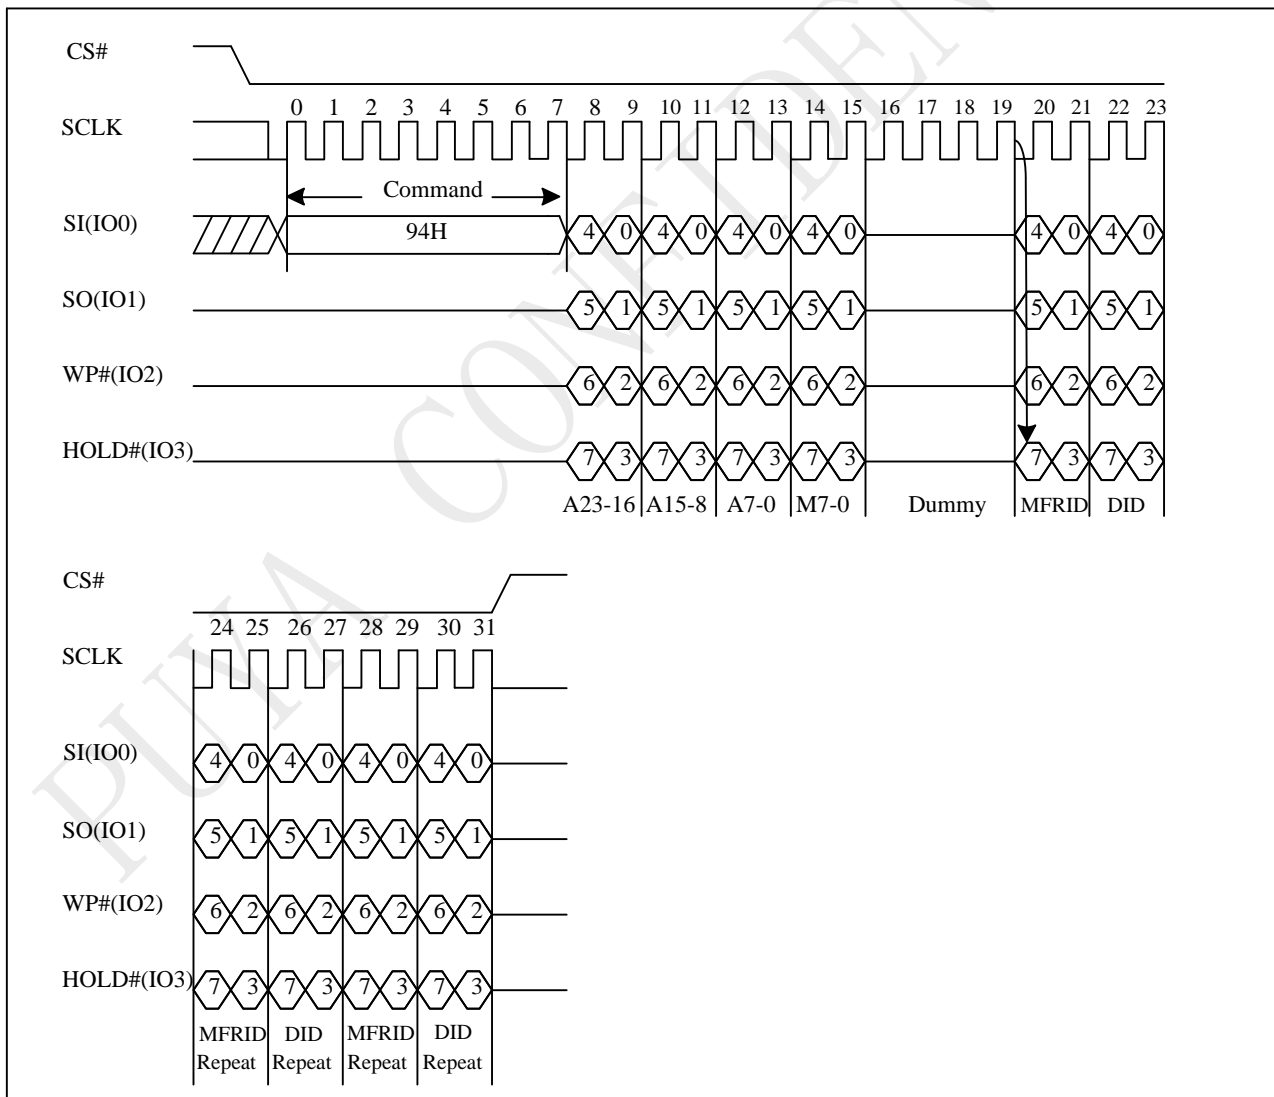 PUYA CONFIDEN
CS#
0 1 2 3 4 5 6 7 8 9 10 11 12 13 14 15 16 17 18 19 20 21 22 23
SCLK
Command
SI(IO0) 94H 4 0 4 0 4 0 4 0 4 0 4 0
SO(IO1) 5 1 5 1 5 1 5 1 5 1 5 1
WP#(IO2) 6 2 6 2 6 2 6 2 6 2 6 2
HOLD#(IO3) 7 3 7 3 7 3 7 3 7 3 7 3
A23-16 A15-8 A7-0 M7-0 Dummy MFRID DID
CS#
24 25 26 27 28 29 30 31
SCLK
SI(IO0) 4 0 4 0 4 0 4 0
SO(IO1) 5 1 5 1 5 1 5 1
WP#(IO2) 6 2 6 2 6 2 6 2
HOLD#(IO3) 7 3 7 3 7 3 7 3
MFRID DID MFRID DID
Repeat Repeat Repeat Repeat